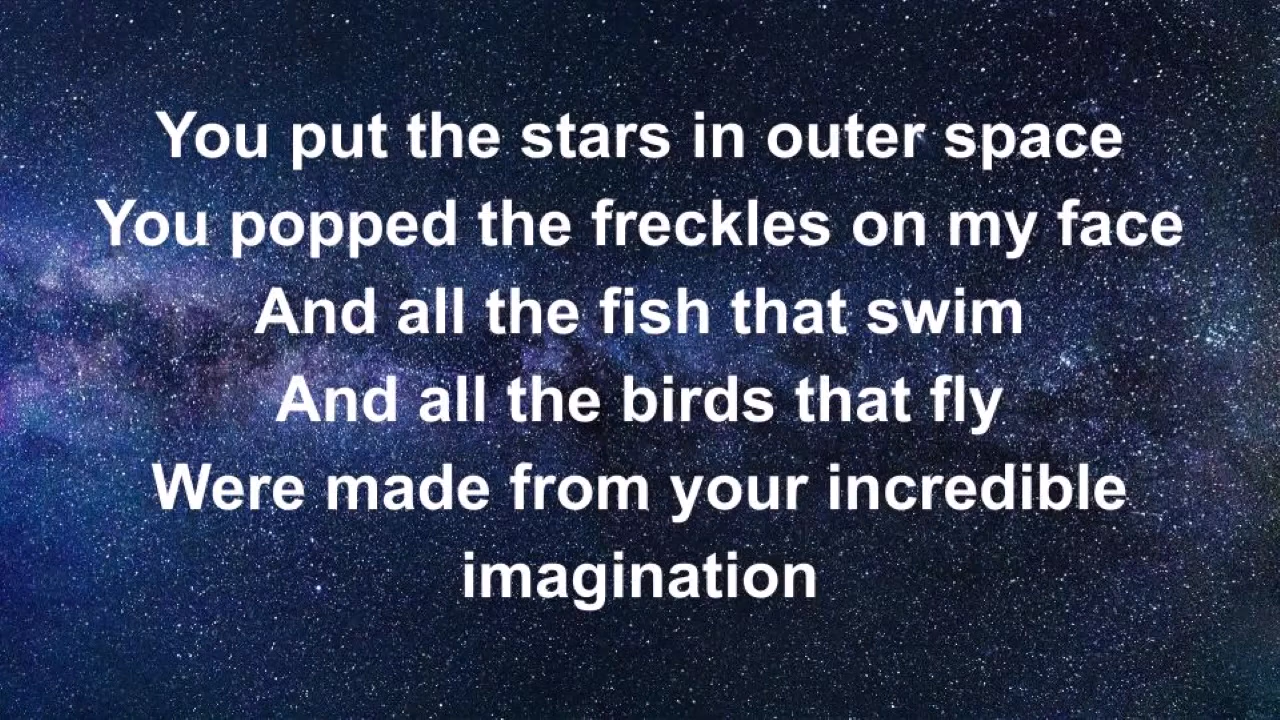 You put the stars in outer space
You popped the freckles on my face
And all the fish that swim
And all the birds that fly
Were made from your incredible
imagination